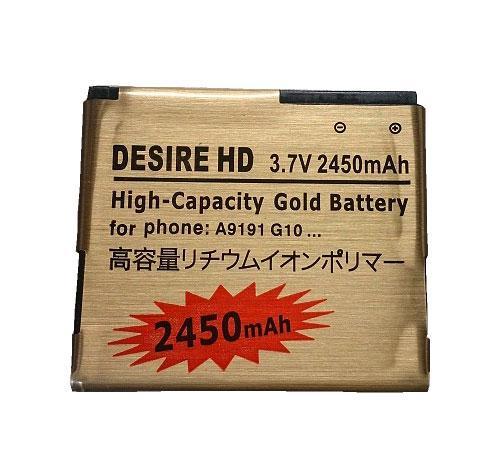 ⊖ ⊕
DESIRE HD 3.7V 2450mAh
High-Capacity Gold Battery
for phone: A9191 G10 ...
高容量リチウムイオンポリマー
2450mAh